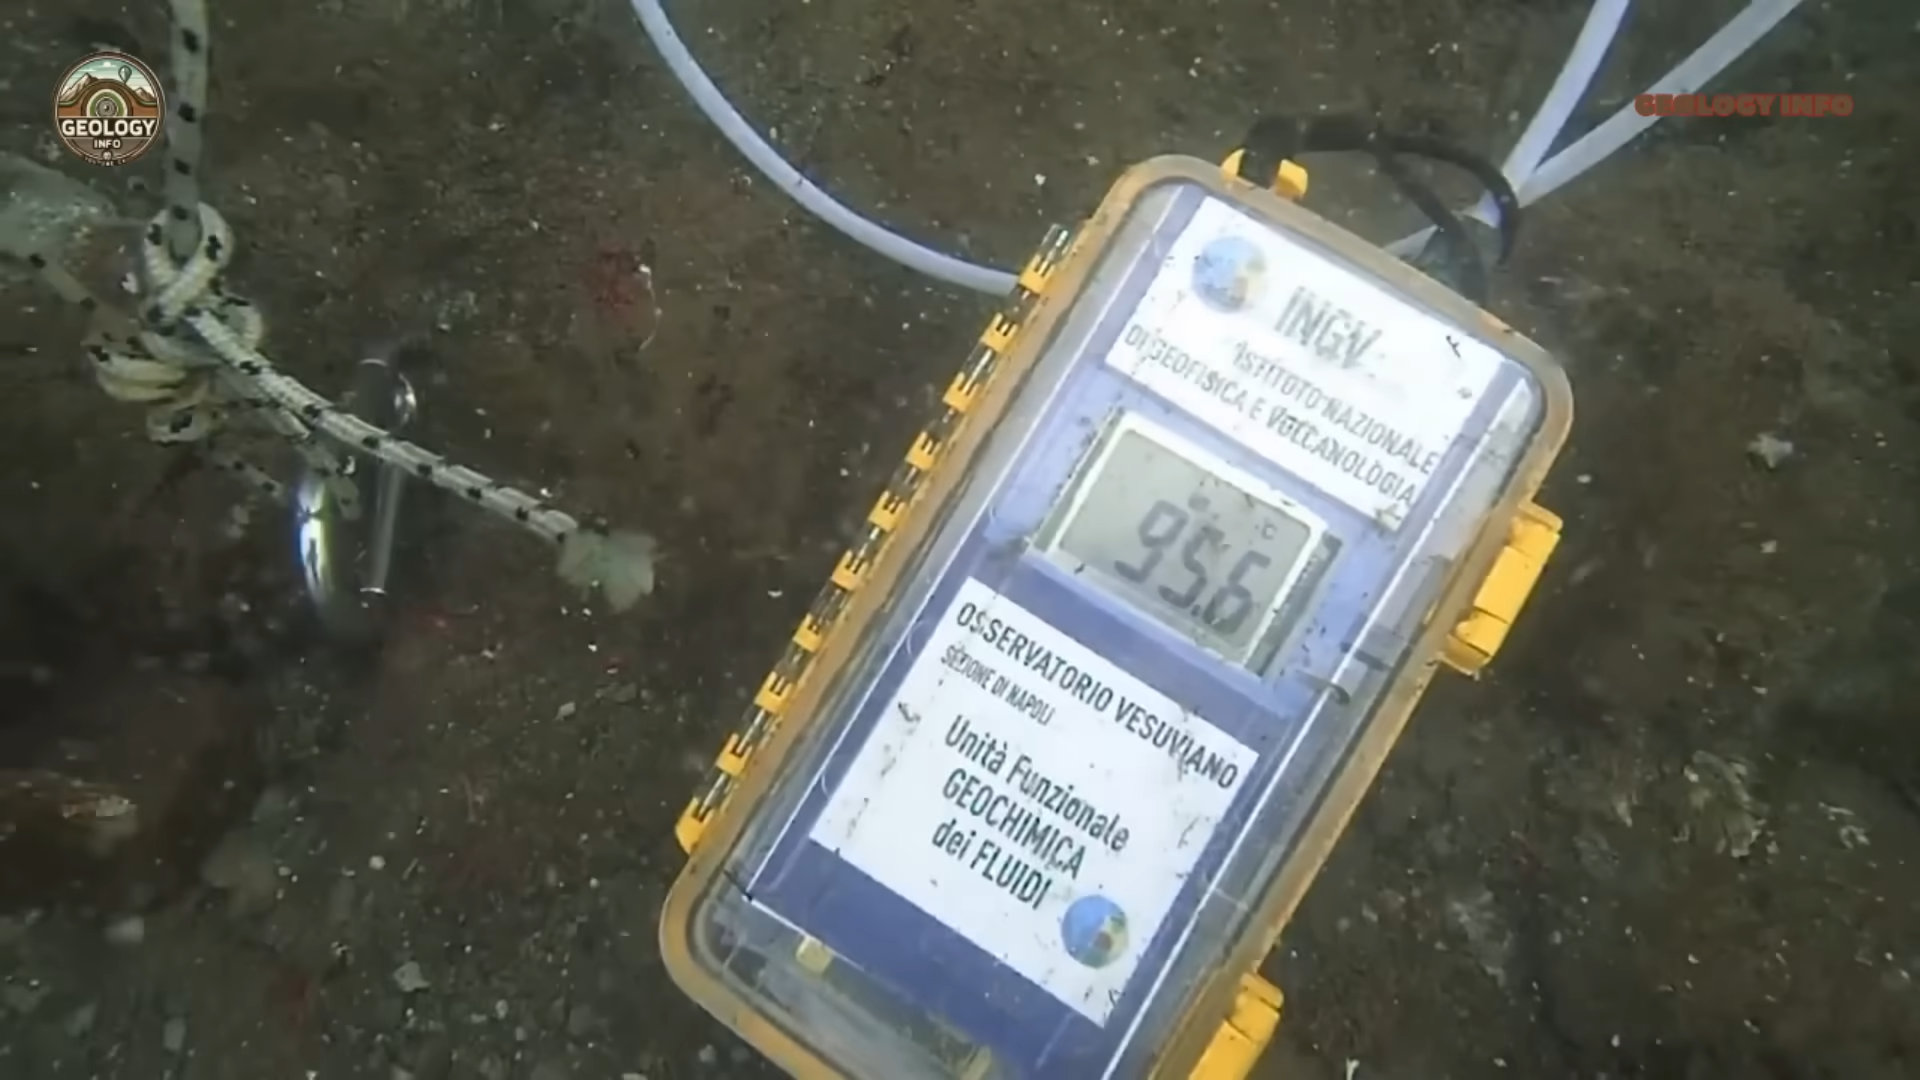 GEOLOGY
INFO
GEOLOGY INFO
INGV
ISTITUTO NAZIONALE
DI GEOFISICA E VULCANOLOGIA
°C
95.6
OSSERVATORIO VESUVIANO
SEZIONE DI NAPOLI
Unità Funzionale
GEOCHIMICA
dei FLUIDI